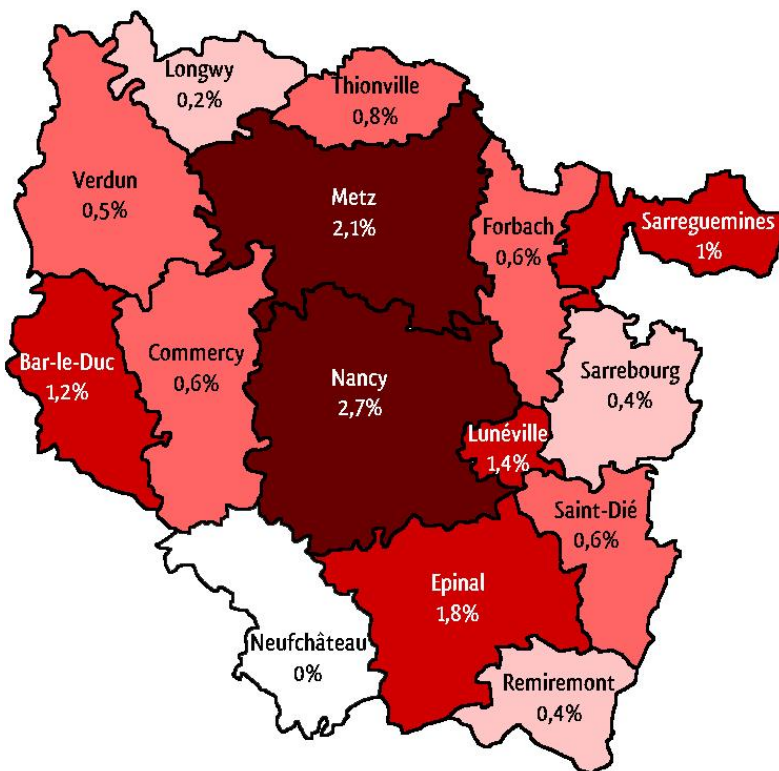 Longwy
0,2%
Thionville
0,8%
Verdun
0,5%
Metz
2,1%
Forbach
0,6%
Sarreguemines
1%
Bar-le-Duc
1,2%
Commercy
0,6%
Nancy
2,7%
Sarrebourg
0,4%
Lunéville
1,4%
Saint-Dié
0,6%
Epinal
1,8%
Neufchâteau
0%
Remiremont
0,4%